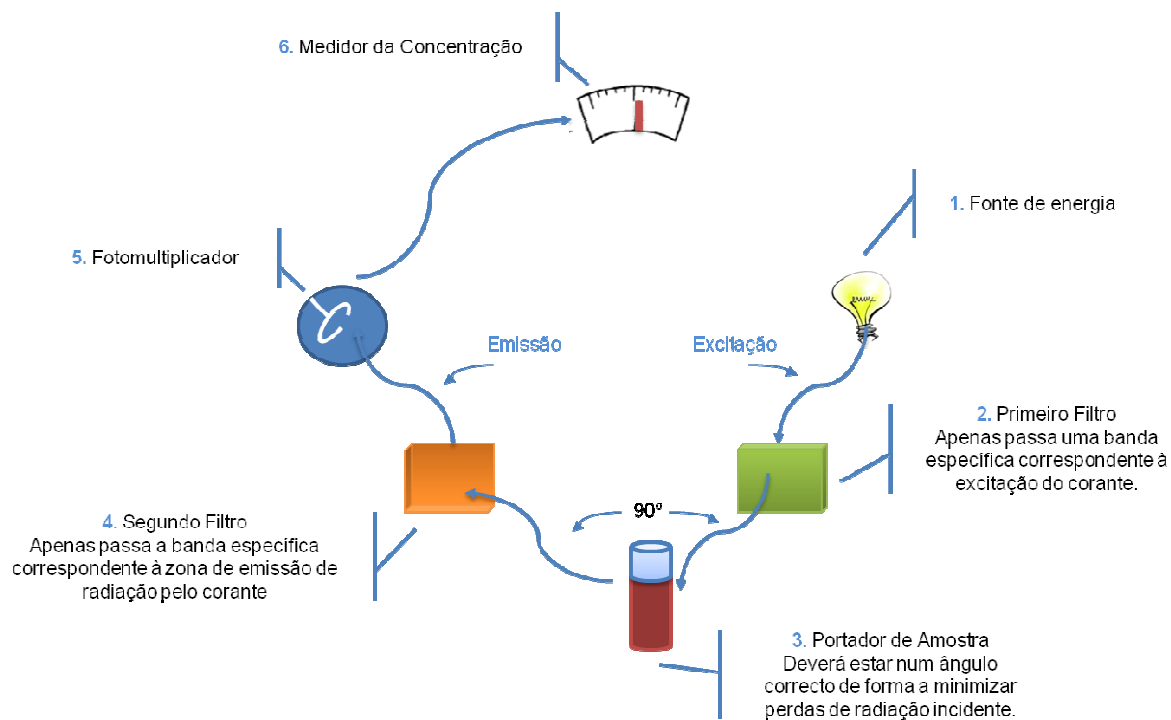 6. Medidor da Concentração
1. Fonte de energia
5. Fotomultiplicador
Emissão
Excitação
2. Primeiro Filtro
Apenas passa uma banda
específica correspondente à
excitação do corante.
90º
4. Segundo Filtro
Apenas passa a banda específica
correspondente à zona de emissão de
radiação pelo corante
3. Portador de Amostra
Deverá estar num ângulo
correcto de forma a minimizar
perdas de radiação incidente.